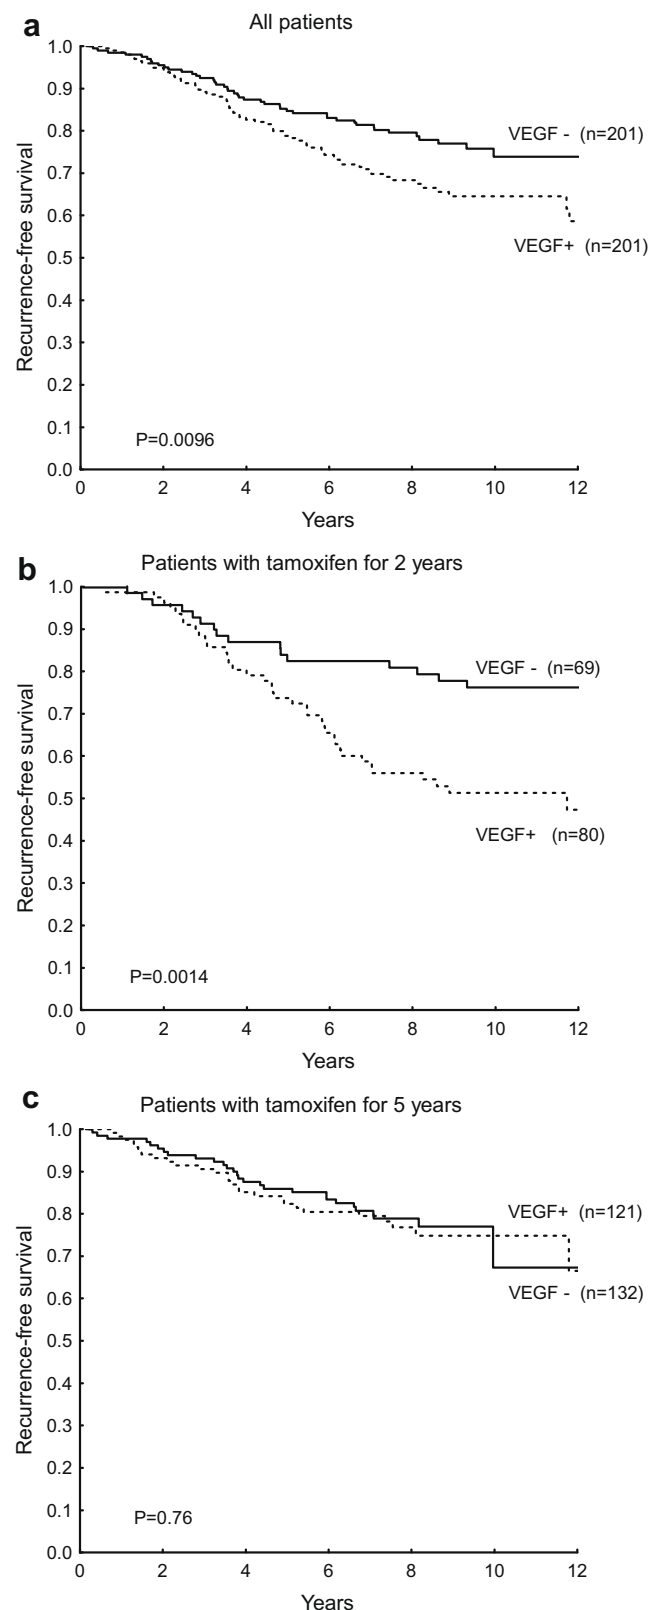 a
All patients
Recurrence-free survival
1.0
0.9
0.8
0.7
0.6
0.5
0.4
0.3
0.2
0.1
0.0
VEGF - (n=201)
VEGF+ (n=201)
P=0.0096
0 2 4 6 8 10 12
Years
b
Patients with tamoxifen for 2 years
Recurrence-free survival
1.0
0.9
0.8
0.7
0.6
0.5
0.4
0.3
0.2
0.1
0.0
VEGF - (n=69)
VEGF+ (n=80)
P=0.0014
0 2 4 6 8 10 12
Years
c
Patients with tamoxifen for 5 years
Recurrence-free survival
1.0
0.9
0.8
0.7
0.6
0.5
0.4
0.3
0.2
0.1
0.0
VEGF+ (n=121)
VEGF - (n=132)
P=0.76
0 2 4 6 8 10 12
Years